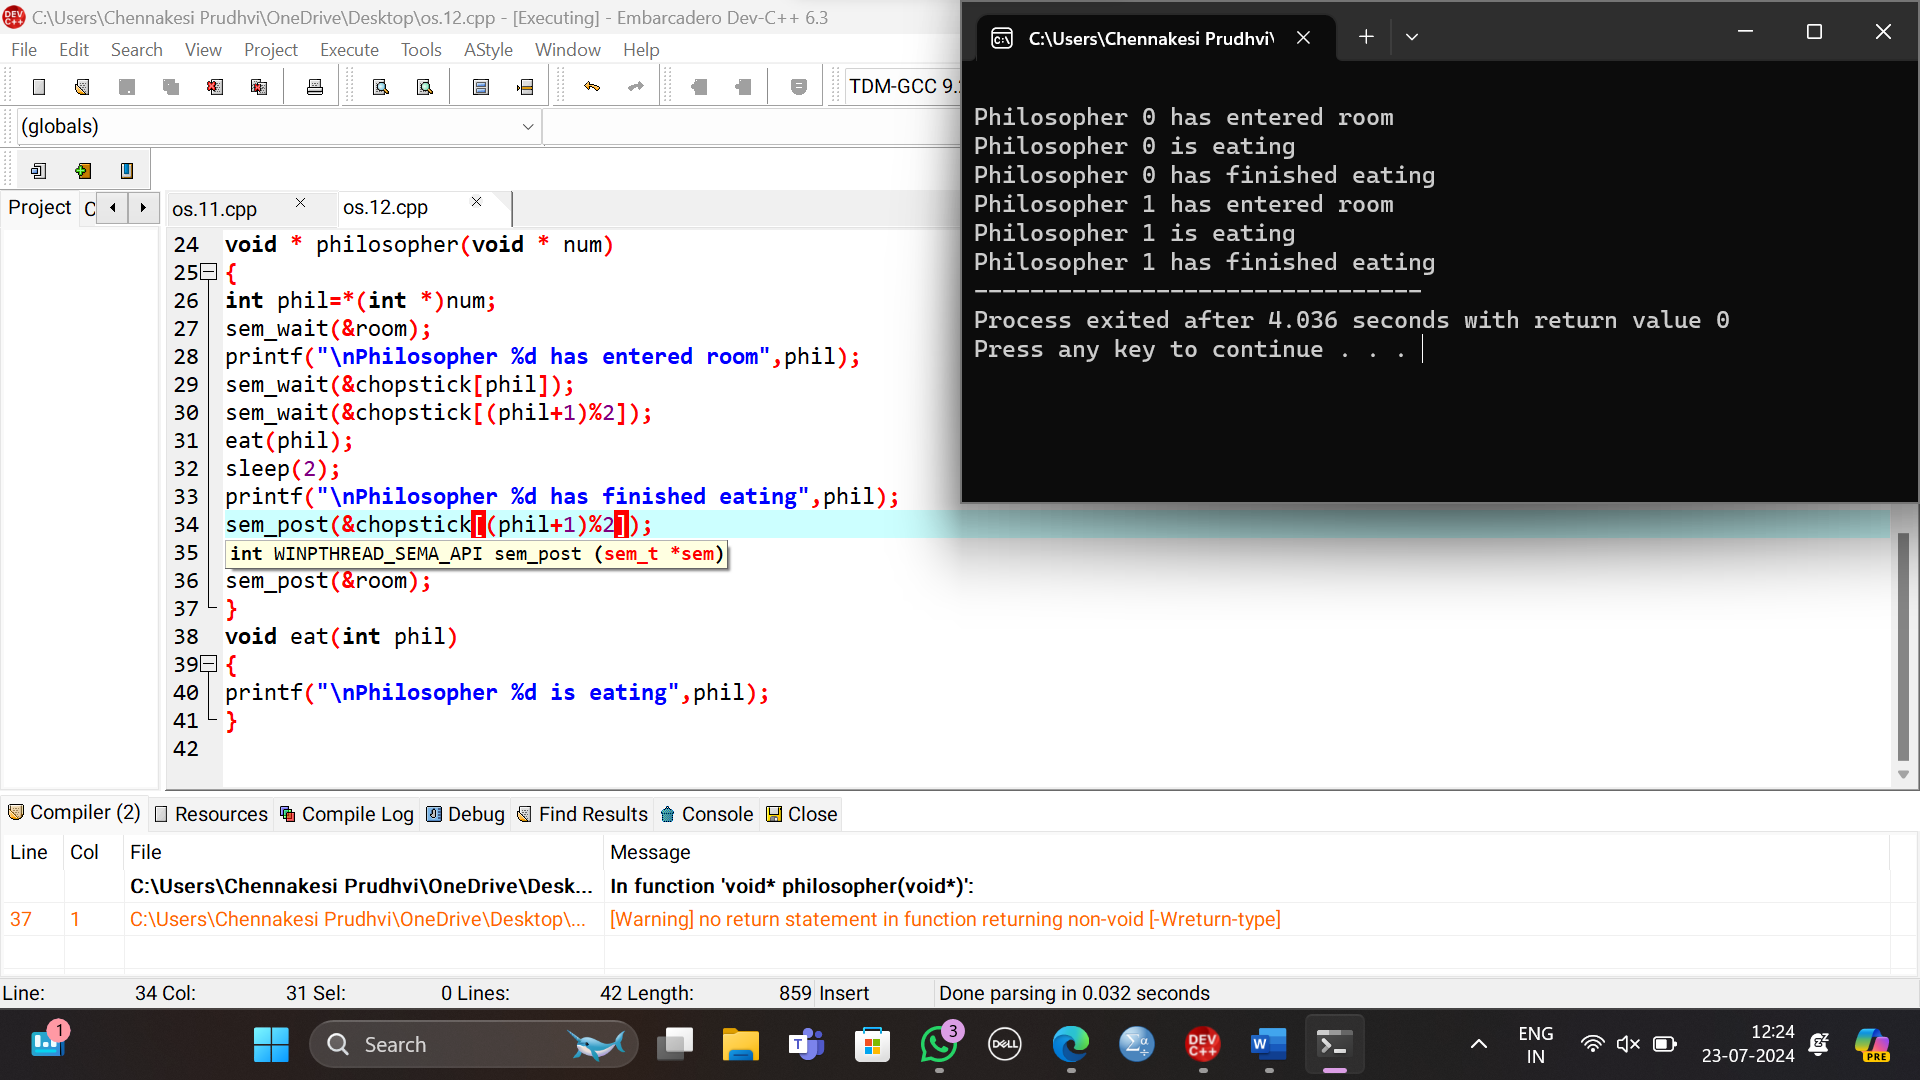 C:\Users\Chennakesi Prudhvi\OneDrive\Desktop\os.12.cpp - [Executing] - Embarcadero Dev-C++ 6.3
File Edit Search View Project Execute Tools AStyle Window Help
TDM-GCC 9.
(globals)
Project
os.11.cpp
os.12.cpp
24 void * philosopher(void * num)
25 {
26 int phil=*(int *)num;
27 sem_wait(&room);
28 printf("\nPhilosopher %d has entered room",phil);
29 sem_wait(&chopstick[phil]);
30 sem_wait(&chopstick[(phil+1)%2]);
31 eat(phil);
32 sleep(2);
33 printf("\nPhilosopher %d has finished eating",phil);
34 sem_post(&chopstick[(phil+1)%2]);
35 int WINPTHREAD_SEMA_API sem_post (sem_t *sem)
36 sem_post(&room);
37 }
38 void eat(int phil)
39 {
40 printf("\nPhilosopher %d is eating",phil);
41 }
42
C:\Users\Chennakesi Prudhvi\
Philosopher 0 has entered room
Philosopher 0 is eating
Philosopher 0 has finished eating
Philosopher 1 has entered room
Philosopher 1 is eating
Philosopher 1 has finished eating
--------------------------------
Process exited after 4.036 seconds with return value 0
Press any key to continue . . .
Compiler (2) Resources Compile Log Debug Find Results Console Close
Line Col File Message
C:\Users\Chennakesi Prudhvi\OneDrive\Desk... In function 'void* philosopher(void*)':
37 1 C:\Users\Chennakesi Prudhvi\OneDrive\Desktop\... [Warning] no return statement in function returning non-void [-Wreturn-type]
Line: 34 Col: 31 Sel: 0 Lines: 42 Length: 859 Insert Done parsing in 0.032 seconds
1
Search
3
DELL
DEV C++
ENG
IN
12:24
23-07-2024
PRE